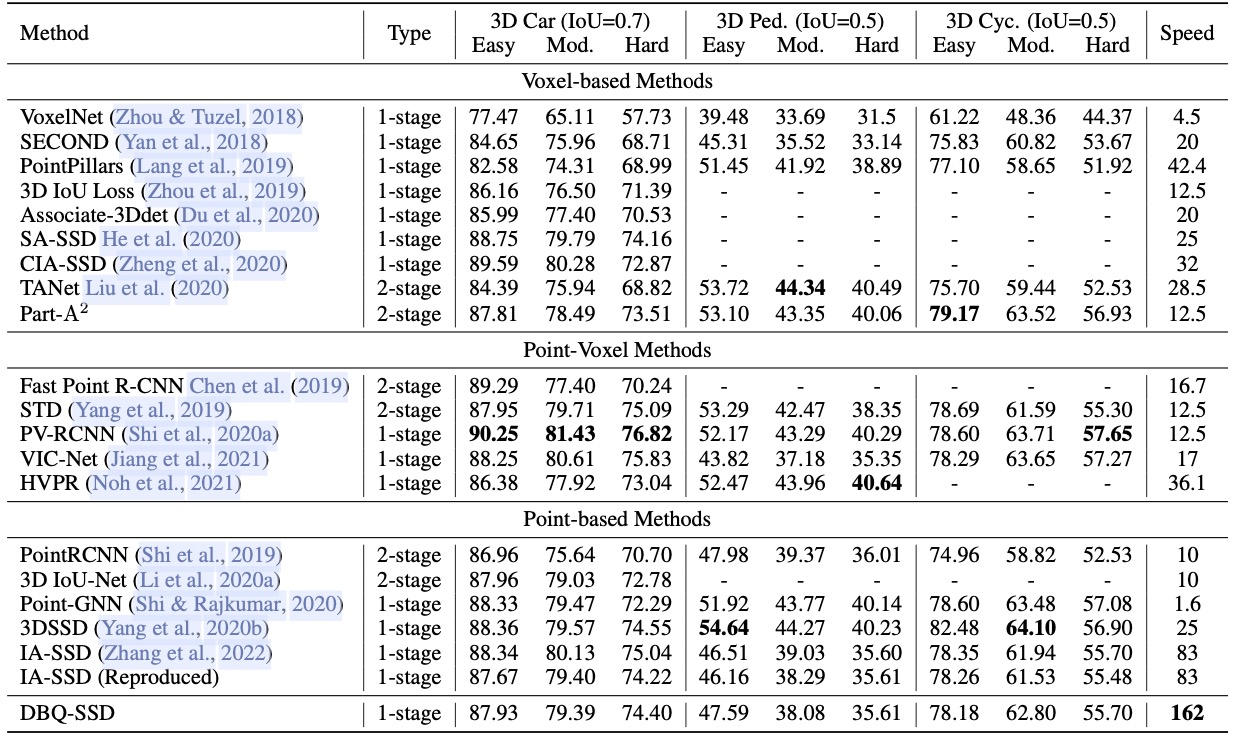 Method Type 3D Car (IoU=0.7) 3D Ped. (IoU=0.5) 3D Cyc. (IoU=0.5) Speed
Easy Mod. Hard Easy Mod. Hard Easy Mod. Hard
Voxel-based Methods
VoxelNet (Zhou & Tuzel, 2018) 1-stage 77.47 65.11 57.73 39.48 33.69 31.5 61.22 48.36 44.37 4.5
SECOND (Yan et al., 2018) 1-stage 84.65 75.96 68.71 45.31 35.52 33.14 75.83 60.82 53.67 20
PointPillars (Lang et al., 2019) 1-stage 82.58 74.31 68.99 51.45 41.92 38.89 77.10 58.65 51.92 42.4
3D IoU Loss (Zhou et al., 2019) 1-stage 86.16 76.50 71.39 - - - - - - 12.5
Associate-3Ddet (Du et al., 2020) 1-stage 85.99 77.40 70.53 - - - - - - 20
SA-SSD He et al. (2020) 1-stage 88.75 79.79 74.16 - - - - - - 25
CIA-SSD (Zheng et al., 2020) 1-stage 89.59 80.28 72.87 - - - - - - 32
TANet Liu et al. (2020) 2-stage 84.39 75.94 68.82 53.72 44.34 40.49 75.70 59.44 52.53 28.5
Part-A² 2-stage 87.81 78.49 73.51 53.10 43.35 40.06 79.17 63.52 56.93 12.5
Point-Voxel Methods
Fast Point R-CNN Chen et al. (2019) 2-stage 89.29 77.40 70.24 - - - - - - 16.7
STD (Yang et al., 2019) 2-stage 87.95 79.71 75.09 53.29 42.47 38.35 78.69 61.59 55.30 12.5
PV-RCNN (Shi et al., 2020a) 1-stage 90.25 81.43 76.82 52.17 43.29 40.29 78.60 63.71 57.65 12.5
VIC-Net (Jiang et al., 2021) 1-stage 88.25 80.61 75.83 43.82 37.18 35.35 78.29 63.65 57.27 17
HVPR (Noh et al., 2021) 1-stage 86.38 77.92 73.04 52.47 43.96 40.64 - - - 36.1
Point-based Methods
PointRCNN (Shi et al., 2019) 2-stage 86.96 75.64 70.70 47.98 39.37 36.01 74.96 58.82 52.53 10
3D IoU-Net (Li et al., 2020a) 2-stage 87.96 79.03 72.78 - - - - - - 10
Point-GNN (Shi & Rajkumar, 2020) 1-stage 88.33 79.47 72.29 51.92 43.77 40.14 78.60 63.48 57.08 1.6
3DSSD (Yang et al., 2020b) 1-stage 88.36 79.57 74.55 54.64 44.27 40.23 82.48 64.10 56.90 25
IA-SSD (Zhang et al., 2022) 1-stage 88.34 80.13 75.04 46.51 39.03 35.60 78.35 61.94 55.70 83
IA-SSD (Reproduced) 1-stage 87.67 79.40 74.22 46.16 38.29 35.61 78.26 61.53 55.48 83
DBQ-SSD 1-stage 87.93 79.39 74.40 47.59 38.08 35.61 78.18 62.80 55.70 162